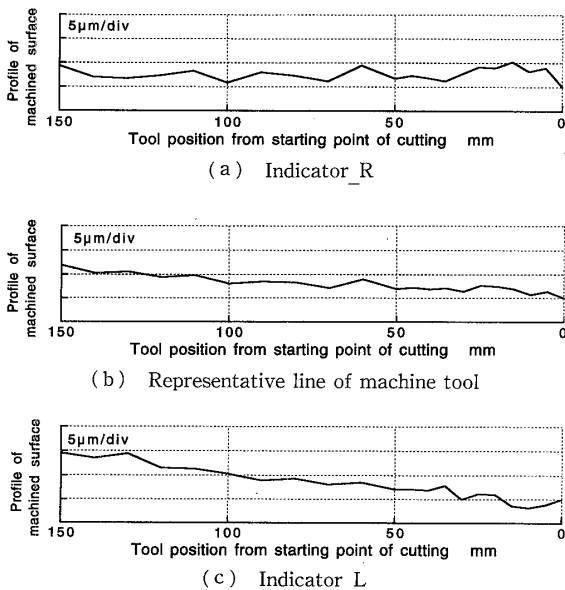 5μm/div
Profile of
machined surface
150
100
50
0
Tool position from starting point of cutting mm
(a) Indicator_R
5μm/div
Profile of
machined surface
150
100
50
0
Tool position from starting point of cutting mm
(b) Representative line of machine tool
5μm/div
Profile of
machined surface
150
100
50
0
Tool position from starting point of cutting mm
(c) Indicator L